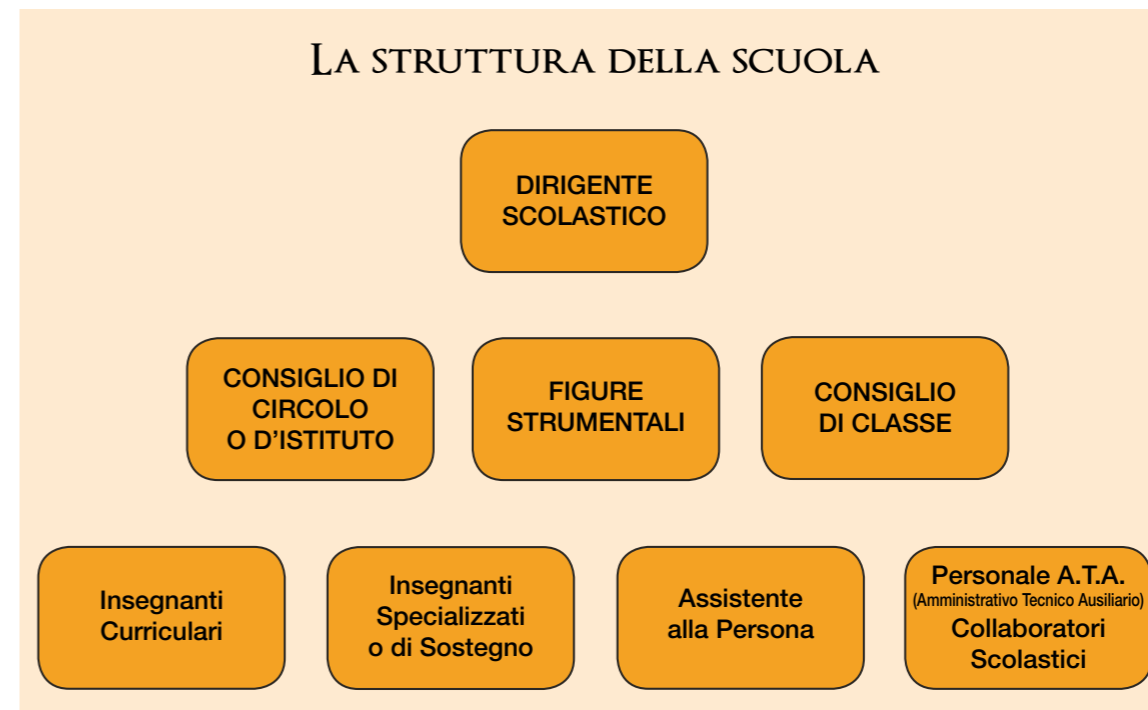 La struttura della scuola
DIRIGENTE
SCOLASTICO
CONSIGLIO DI
CIRCOLO
O D’ISTITUTO
FIGURE
STRUMENTALI
CONSIGLIO
DI CLASSE
Insegnanti
Curriculari
Insegnanti
Specializzati
o di Sostegno
Assistente
alla Persona
Personale A.T.A.
(Amministrativo Tecnico Ausiliario)
Collaboratori
Scolastici